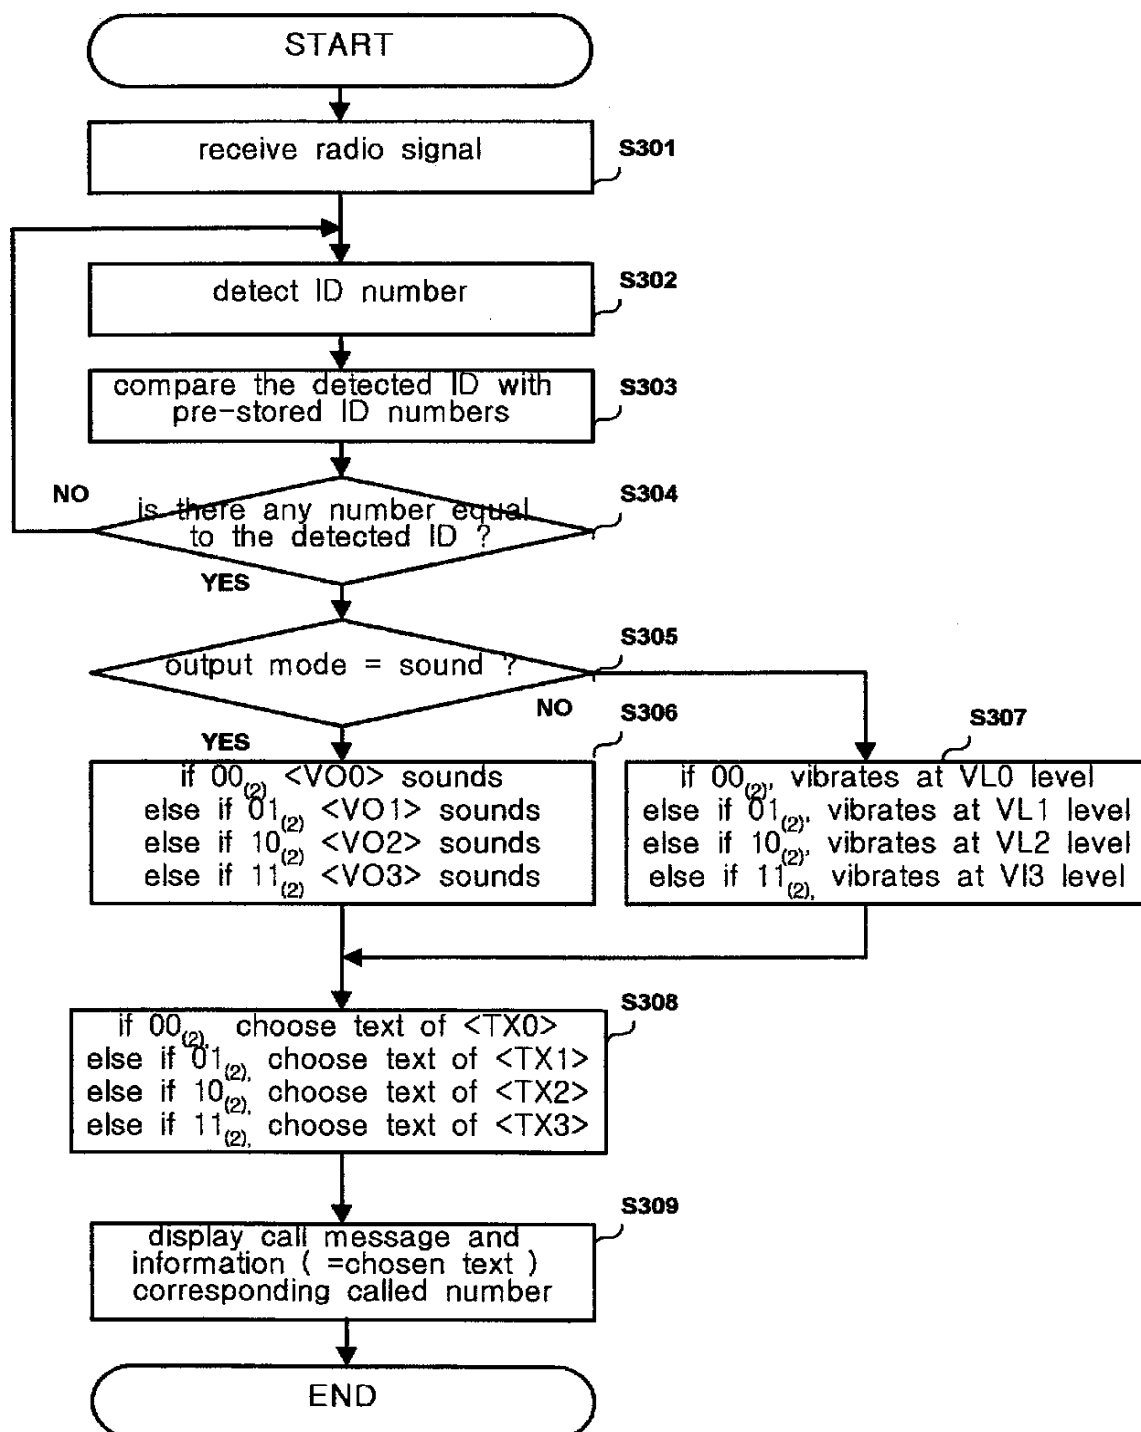 START
receive radio signal
S301
detect ID number
S302
compare the detected ID with
pre-stored ID numbers
S303
NO
is there any number equal
to the detected ID ?
S304
YES
output mode = sound ?
S305
NO
YES
S306
if 00(2) <VO0> sounds
else if 01(2) <VO1> sounds
else if 10(2) <VO2> sounds
else if 11(2) <VO3> sounds
S307
if 00(2), vibrates at VL0 level
else if 01(2), vibrates at VL1 level
else if 10(2), vibrates at VL2 level
else if 11(2), vibrates at VI3 level
S308
if 00(2), choose text of <TX0>
else if 01(2), choose text of <TX1>
else if 10(2), choose text of <TX2>
else if 11(2), choose text of <TX3>
S309
display call message and
information ( =chosen text )
corresponding called number
END